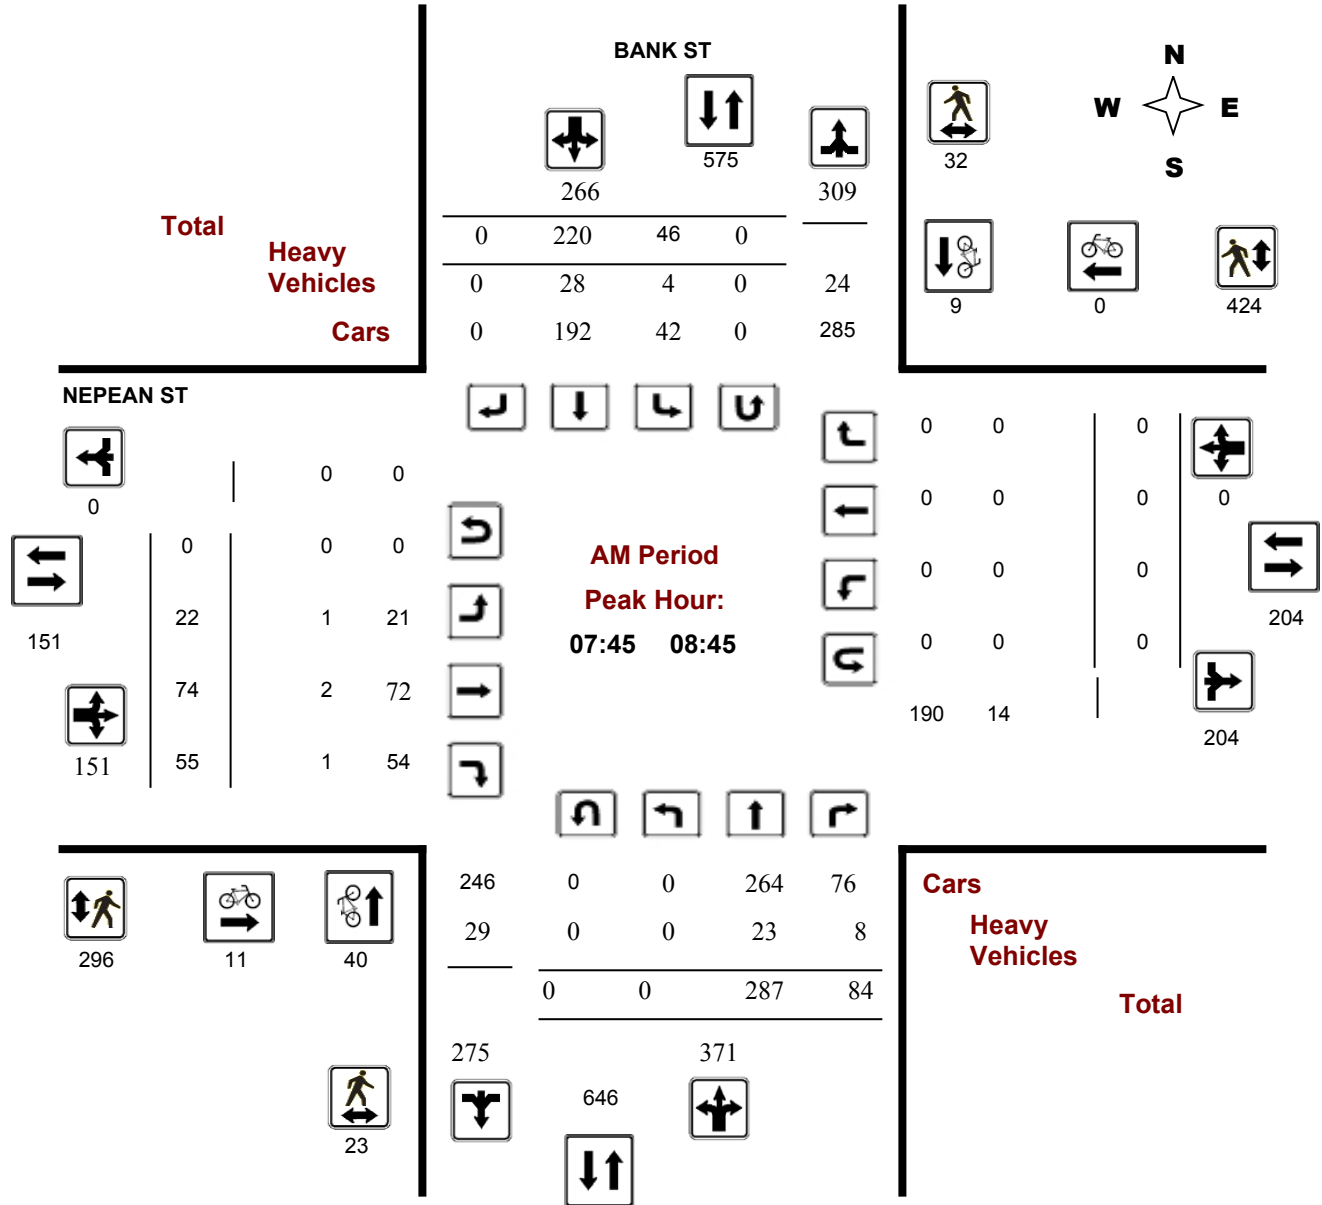 BANK ST
N
W E
S
575
32
266
309
Total
0 220 46 0
Heavy
Vehicles
0 28 4 0 24
9 0 424
Cars
0 192 42 0 285
NEPEAN ST
0 0 0
0 0
0
0 0 0 0
0 0 0
AM Period
0 0 0
Peak Hour:
22 1 21
204
151
07:45 08:45
0 0 0
74 2 72
190 14
204
151 55 1 54
246 0 0 264 76
Cars
29 0 0 23 8
Heavy
Vehicles
296 11 40
0 0 287 84
Total
275 371
646
23